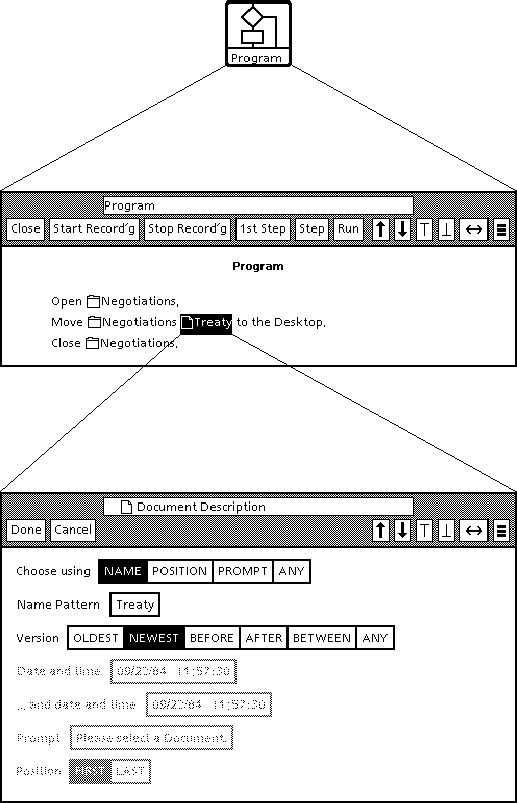 Program
Program
Close Start Record'g Stop Record'g 1st Step Step Run
Program
Open Negotiations.
Move Negotiations Treaty to the Desktop.
Close Negotiations.
Document Description
Done Cancel
Choose using NAME POSITION PROMPT ANY
Name Pattern Treaty
Version OLDEST NEWEST BEFORE AFTER BETWEEN ANY
Date and time 09/23/84 11:57:30
... and date and time 09/23/84 11:57:30
Prompt Please select a Document.
Position FIRST LAST